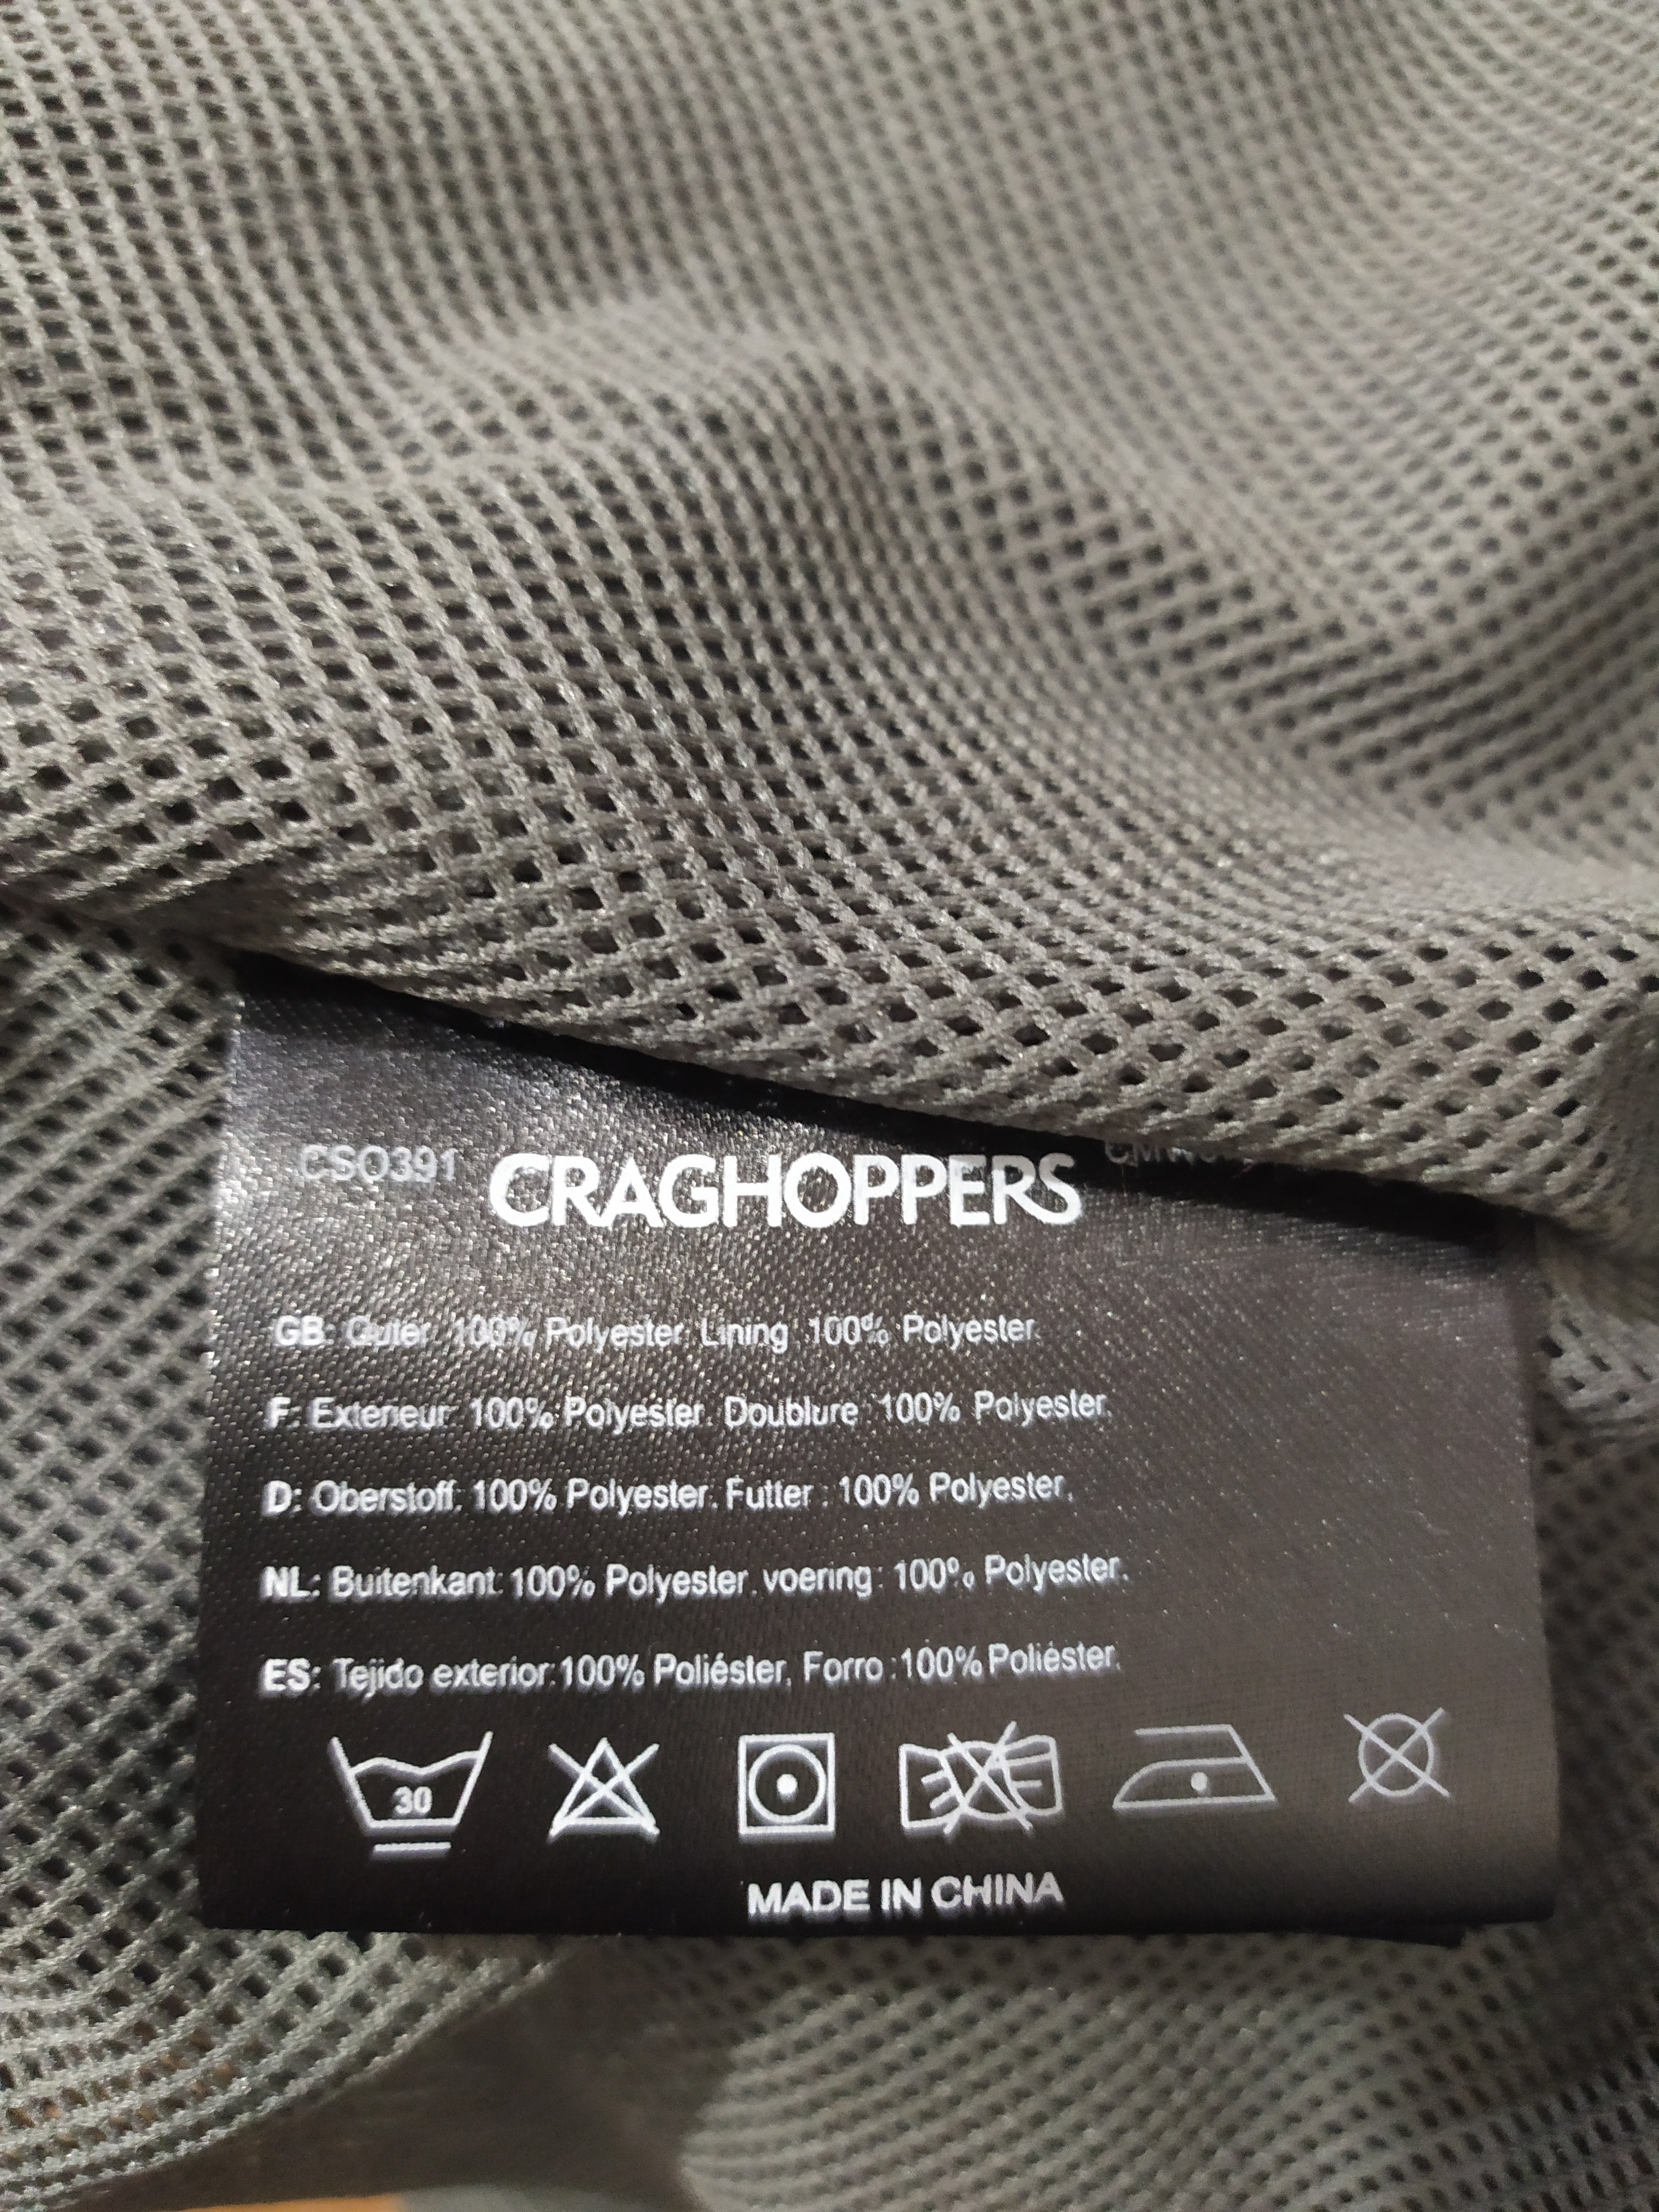 CSO391 CRAGHOPPERS
GB: Outer: 100% Polyester. Lining: 100% Polyester.
F: Exterieur: 100% Polyester. Doublure: 100% Polyester.
D: Oberstoff: 100% Polyester. Futter : 100% Polyester.
NL: Buitenkant: 100% Polyester. voering: 100% Polyester.
ES: Tejido exterior:100% Poliéster. Forro :100% Poliéster.
30
MADE IN CHINA